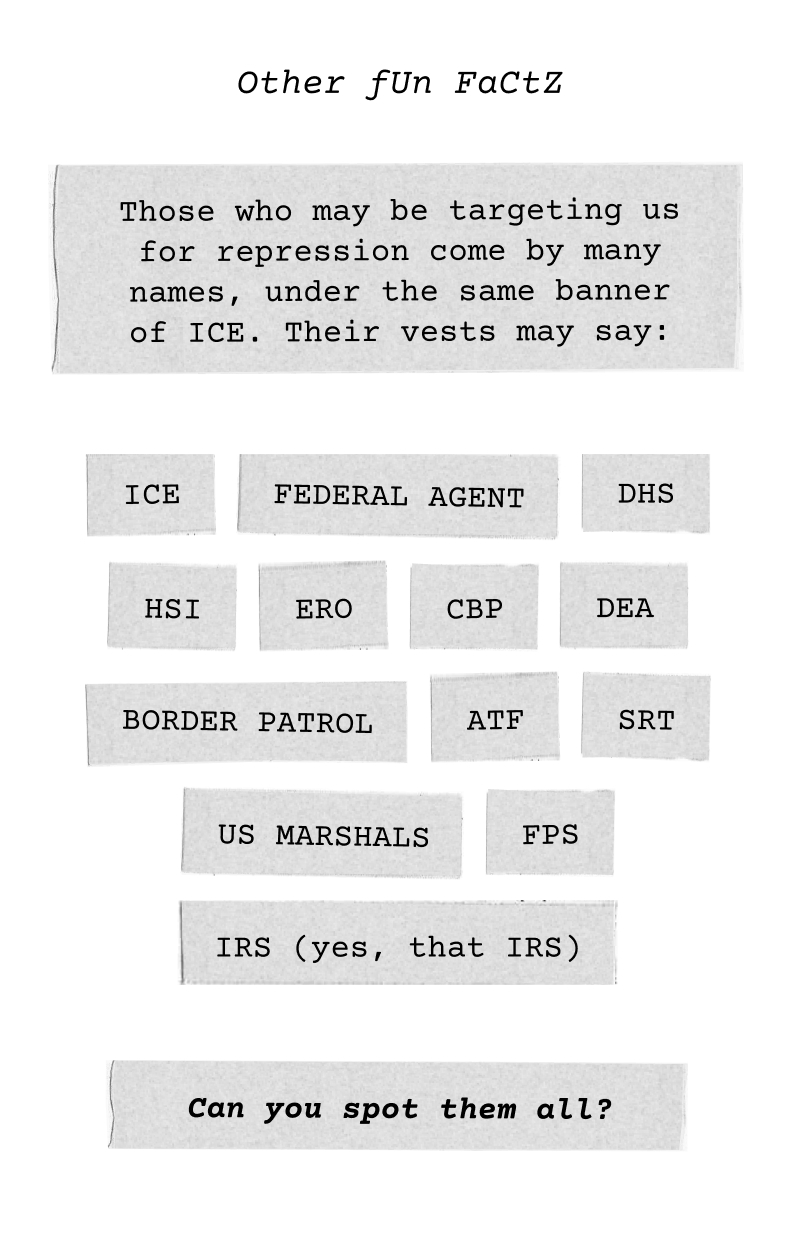 Other fUn FaCtZ
Those who may be targeting us
for repression come by many
names, under the same banner
of ICE. Their vests may say:
ICE FEDERAL AGENT DHS
HSI ERO CBP DEA
BORDER PATROL ATF SRT
US MARSHALS FPS
IRS (yes, that IRS)
Can you spot them all?